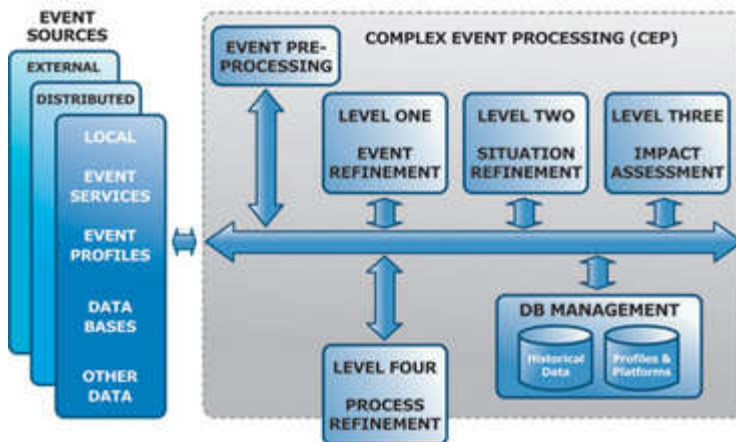 EVENT
SOURCES
EXTERNAL
DISTRIBUTED
LOCAL
EVENT
SERVICES
EVENT
PROFILES
DATA
BASES
OTHER
DATA
EVENT PRE-
PROCESSING
COMPLEX EVENT PROCESSING (CEP)
LEVEL ONE
EVENT
REFINEMENT
LEVEL TWO
SITUATION
REFINEMENT
LEVEL THREE
IMPACT
ASSESSMENT
DB MANAGEMENT
Historical
Data
Profiles &
Platforms
LEVEL FOUR
PROCESS
REFINEMENT